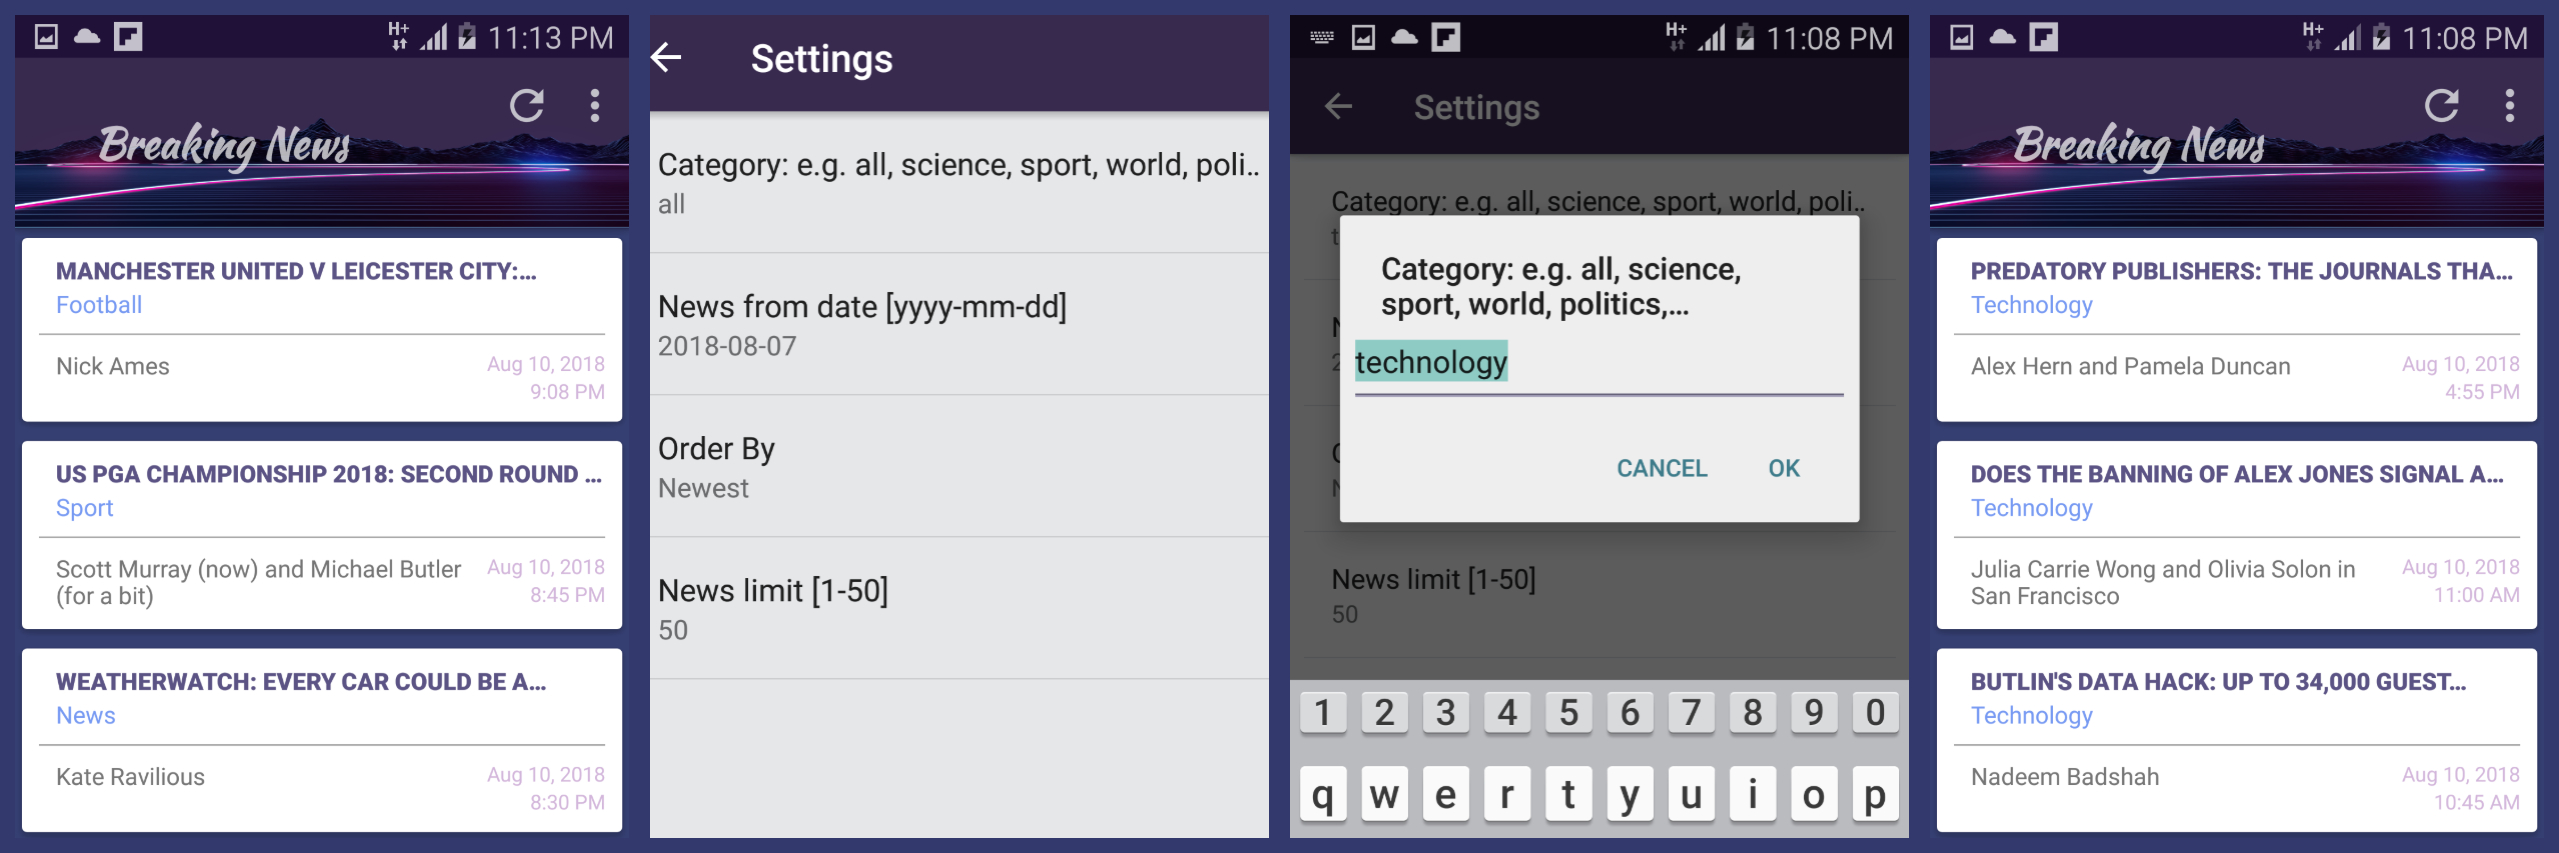 H+ 11:13 PM
Breaking News
MANCHESTER UNITED V LEICESTER CITY:...
Football
Nick Ames
Aug 10, 2018
9:08 PM
US PGA CHAMPIONSHIP 2018: SECOND ROUND ...
Sport
Scott Murray (now) and Michael Butler
(for a bit)
Aug 10, 2018
8:45 PM
WEATHERWATCH: EVERY CAR COULD BE A...
News
Kate Ravilious
Aug 10, 2018
8:30 PM
Settings
Category: e.g. all, science, sport, world, poli..
all
News from date [yyyy-mm-dd]
2018-08-07
Order By
Newest
News limit [1-50]
50
H+ 11:08 PM
Settings
Category: e.g. all, science, sport, world, poli..
t
Category: e.g. all, science,
sport, world, politics,...
technology
CANCEL OK
N
2
N
News limit [1-50]
50
1 2 3 4 5 6 7 8 9 0
q w e r t y u i o p
H+ 11:08 PM
Breaking News
PREDATORY PUBLISHERS: THE JOURNALS THA...
Technology
Alex Hern and Pamela Duncan
Aug 10, 2018
4:55 PM
DOES THE BANNING OF ALEX JONES SIGNAL A...
Technology
Julia Carrie Wong and Olivia Solon in
San Francisco
Aug 10, 2018
11:00 AM
BUTLIN'S DATA HACK: UP TO 34,000 GUEST...
Technology
Nadeem Badshah
Aug 10, 2018
10:45 AM